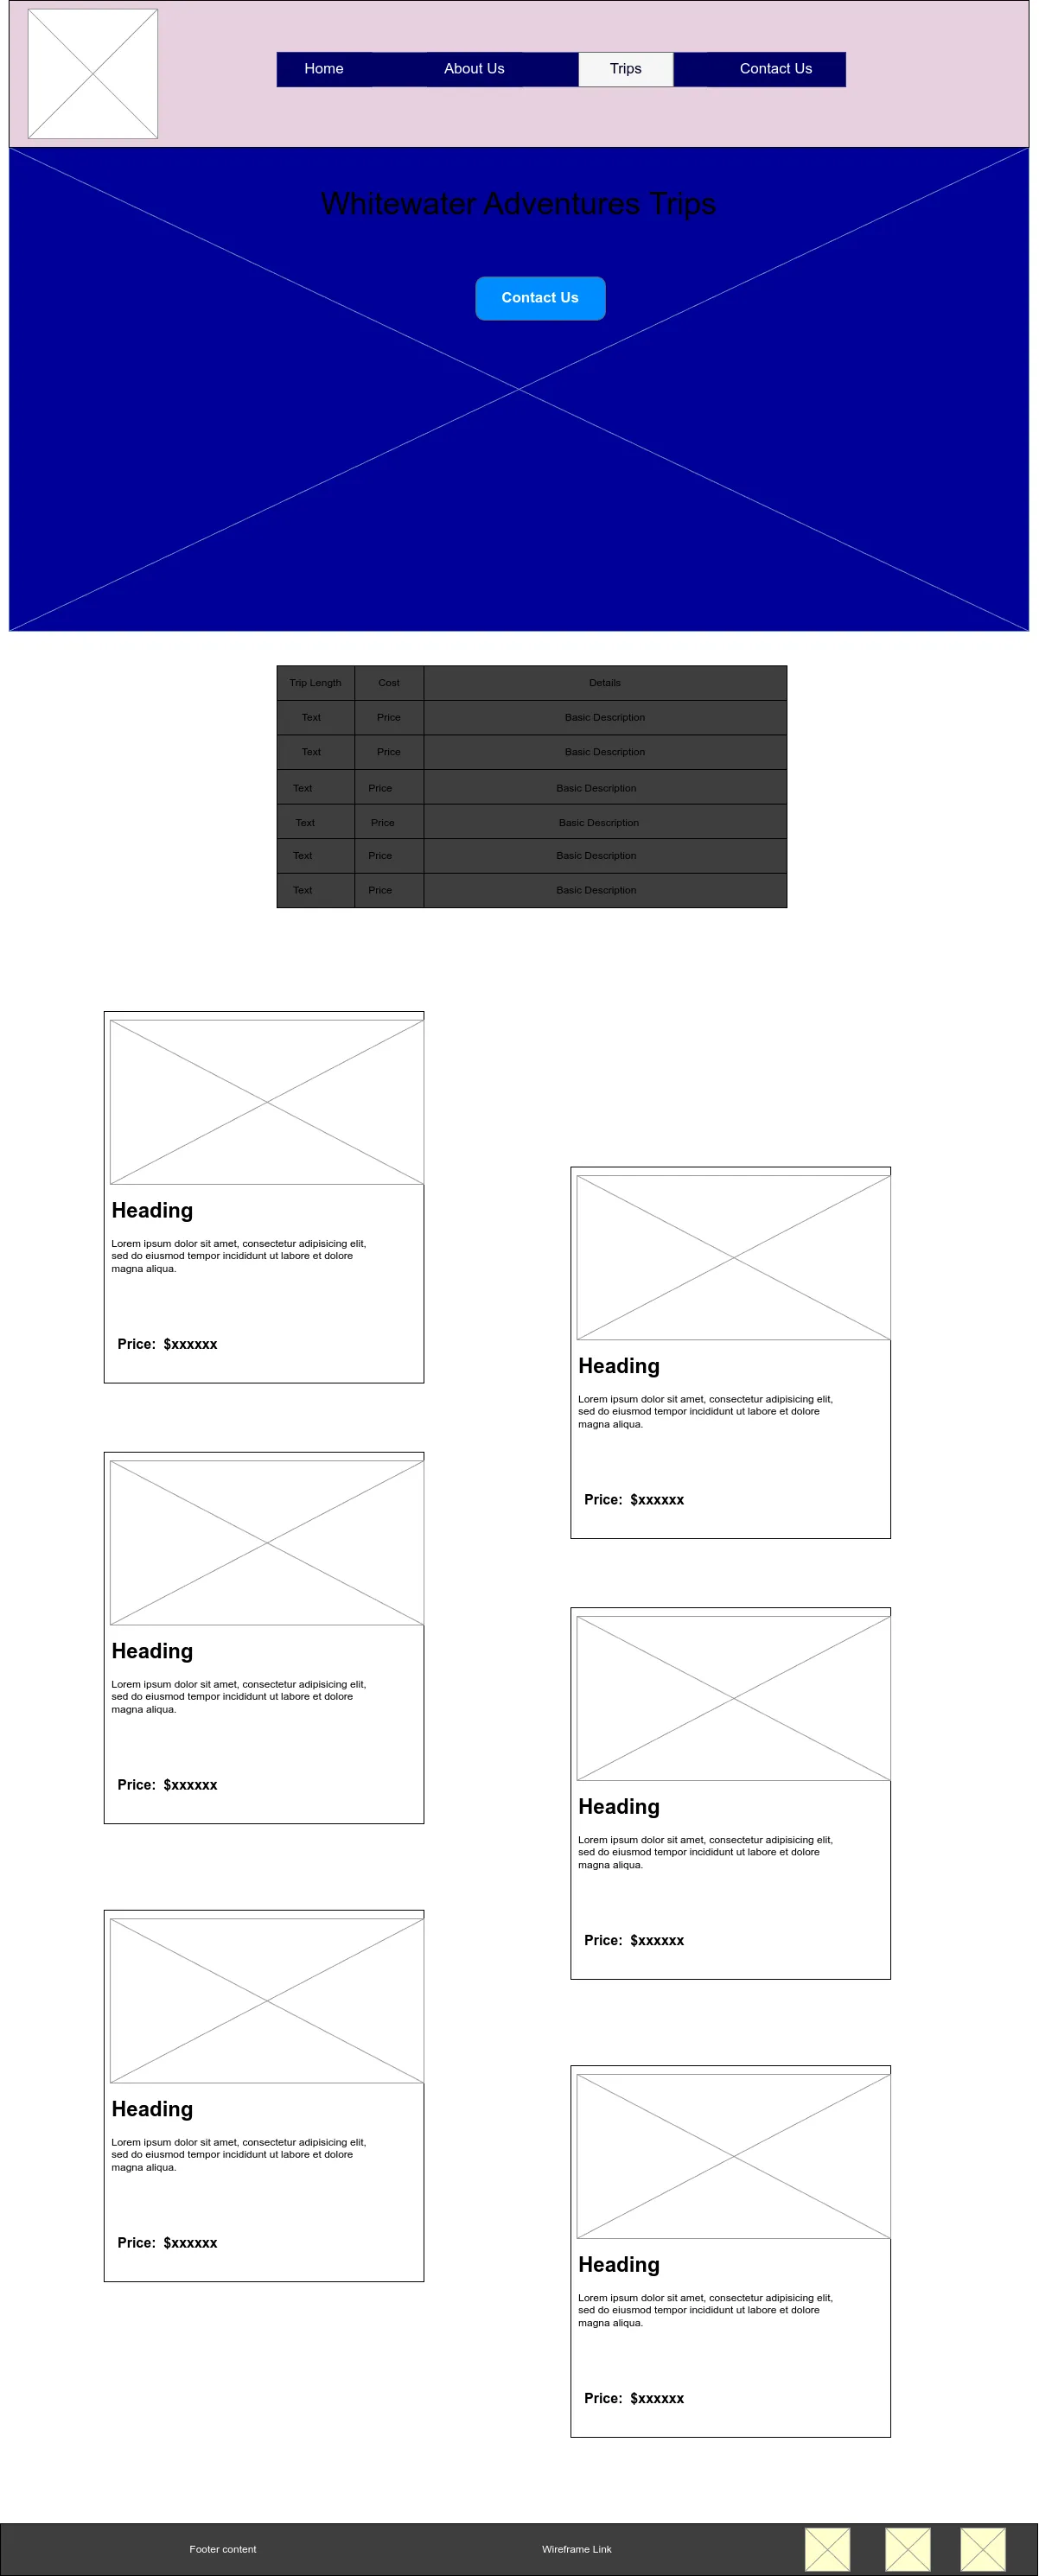 Home About Us Trips Contact Us
Whitewater Adventures Trips
Contact Us
Trip Length Cost Details
Text Price Basic Description
Text Price Basic Description
Text Price Basic Description
Text Price Basic Description
Text Price Basic Description
Text Price Basic Description
Heading
Lorem ipsum dolor sit amet, consectetur adipisicing elit,
sed do eiusmod tempor incididunt ut labore et dolore
magna aliqua.
Price: $xxxxxx
Heading
Lorem ipsum dolor sit amet, consectetur adipisicing elit,
sed do eiusmod tempor incididunt ut labore et dolore
magna aliqua.
Price: $xxxxxx
Heading
Lorem ipsum dolor sit amet, consectetur adipisicing elit,
sed do eiusmod tempor incididunt ut labore et dolore
magna aliqua.
Price: $xxxxxx
Heading
Lorem ipsum dolor sit amet, consectetur adipisicing elit,
sed do eiusmod tempor incididunt ut labore et dolore
magna aliqua.
Price: $xxxxxx
Heading
Lorem ipsum dolor sit amet, consectetur adipisicing elit,
sed do eiusmod tempor incididunt ut labore et dolore
magna aliqua.
Price: $xxxxxx
Heading
Lorem ipsum dolor sit amet, consectetur adipisicing elit,
sed do eiusmod tempor incididunt ut labore et dolore
magna aliqua.
Price: $xxxxxx
Footer content Wireframe Link